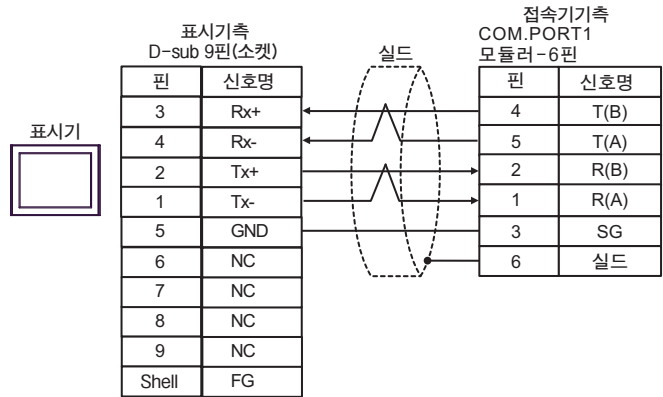 표시기측
D-sub 9핀(소켓)
실드
접속기기측
COM.PORT1
모듈러-6핀
표시기
핀 신호명
3 Rx+
4 Rx-
2 Tx+
1 Tx-
5 GND
6 NC
7 NC
8 NC
9 NC
Shell FG
핀 신호명
4 T(B)
5 T(A)
2 R(B)
1 R(A)
3 SG
6 실드